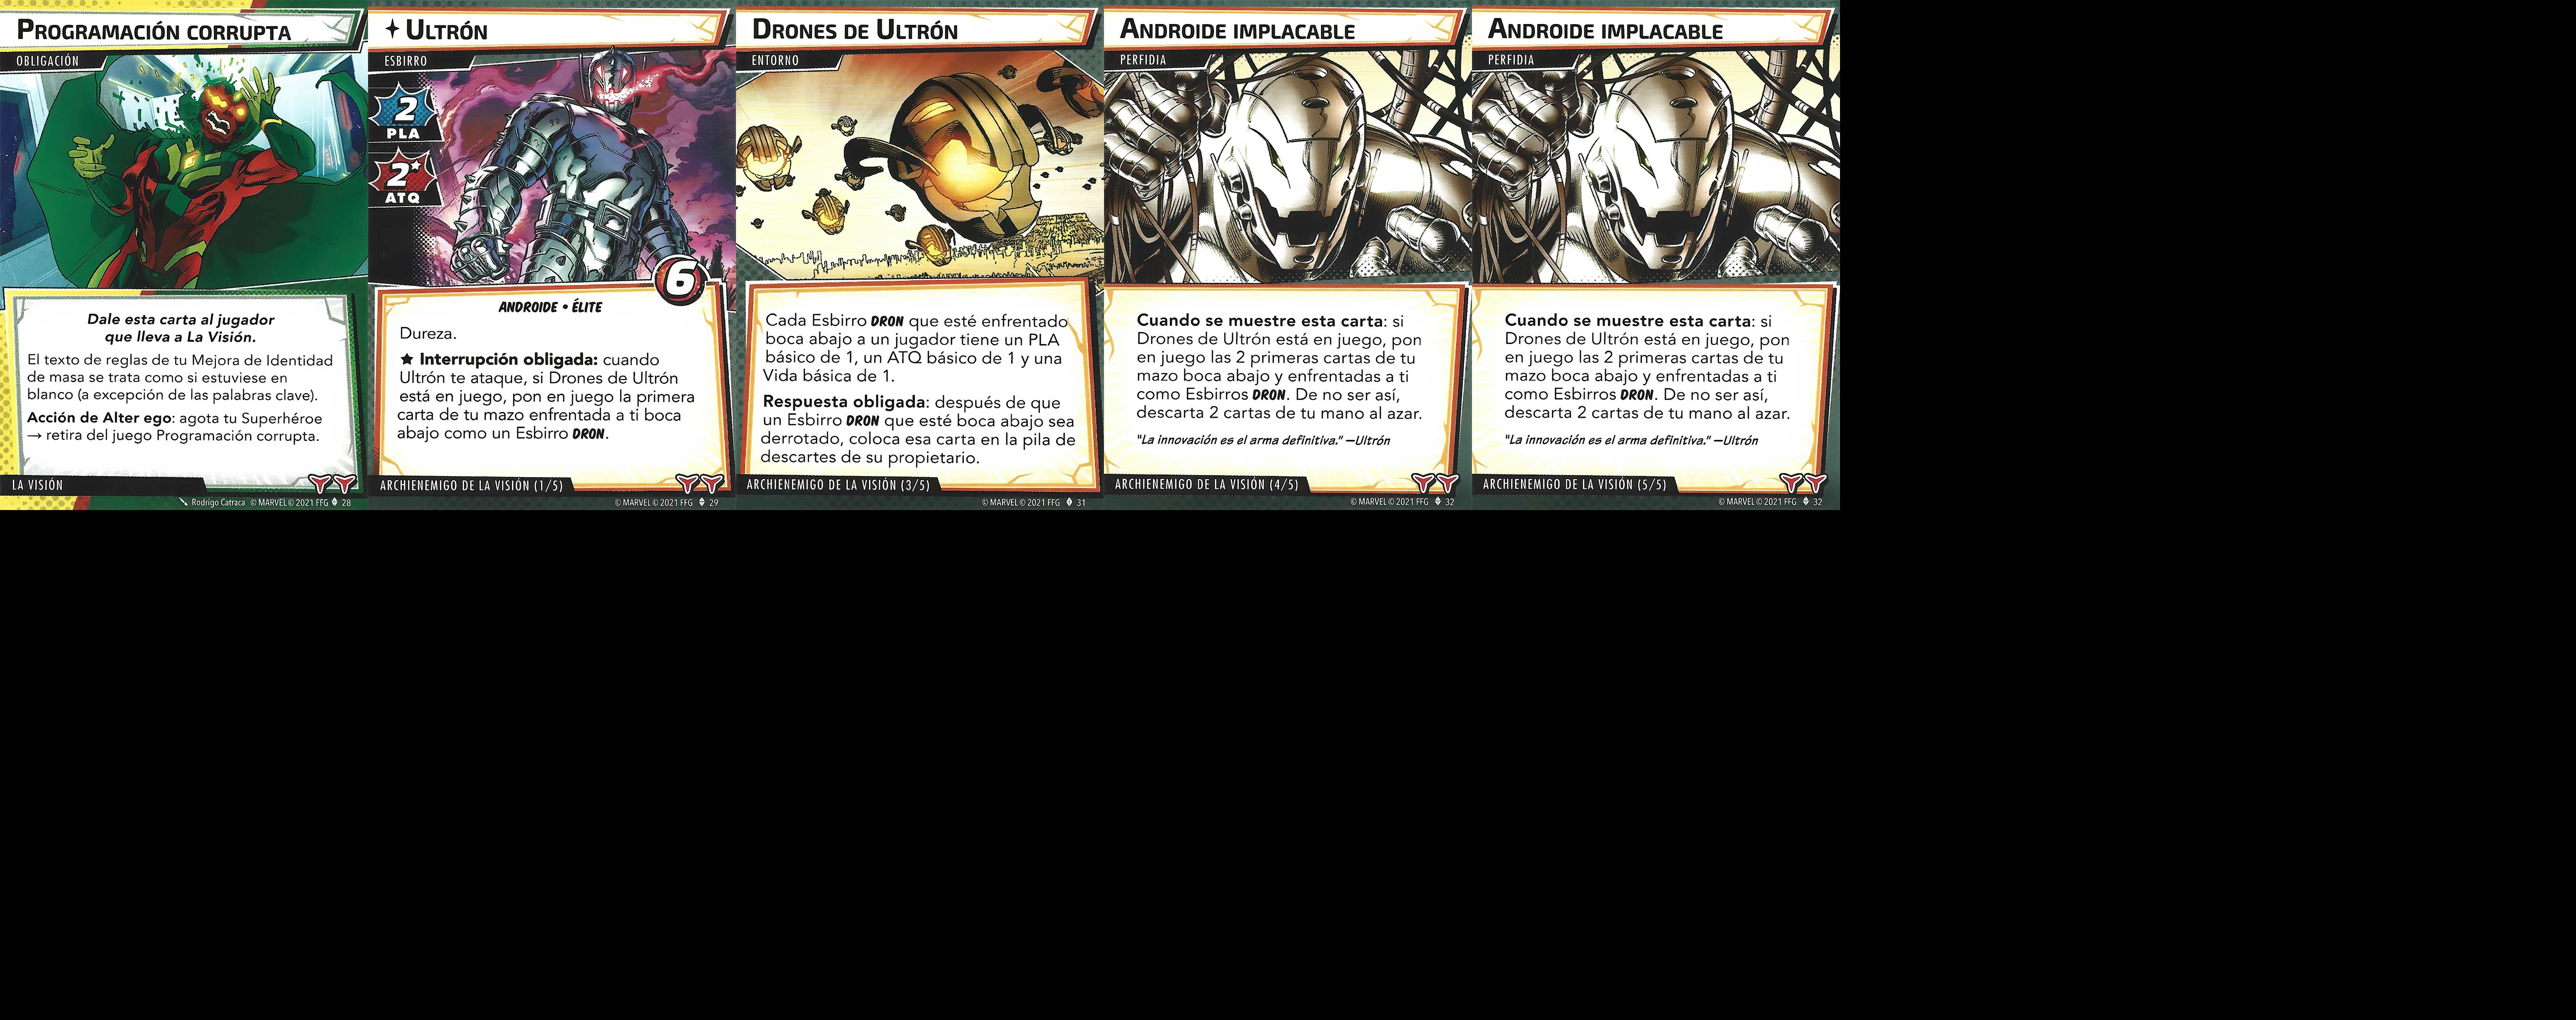 PROGRAMACIÓN CORRUPTA
OBLIGACIÓN
Dale esta carta al jugador
que lleva a La Visión.
El texto de reglas de tu Mejora de Identidad
de masa se trata como si estuviese en
blanco (a excepción de las palabras clave).
Acción de Alter ego: agota tu Superhéroe
→ retira del juego Programación corrupta.
LA VISIÓN
Rodrigo Catraca © MARVEL © 2021 FFG 28
ULTRÓN
ESBIRRO
2
PLA
2★
ATQ
6
ANDROIDE • ÉLITE
Dureza.
★ Interrupción obligada: cuando
Ultrón te ataque, si Drones de Ultrón
está en juego, pon en juego la primera
carta de tu mazo enfrentada a ti boca
abajo como un Esbirro DRON.
ARCHIENEMIGO DE LA VISIÓN (1/5)
© MARVEL © 2021 FFG 29
DRONES DE ULTRÓN
ENTORNO
Cada Esbirro DRON que esté enfrentado
boca abajo a un jugador tiene un PLA
básico de 1, un ATQ básico de 1 y una
Vida básica de 1.
Respuesta obligada: después de que
un Esbirro DRON que esté boca abajo sea
derrotado, coloca esa carta en la pila de
descartes de su propietario.
ARCHIENEMIGO DE LA VISIÓN (3/5)
© MARVEL © 2021 FFG 31
ANDROIDE IMPLACABLE
PERFIDIA
Cuando se muestre esta carta: si
Drones de Ultrón está en juego, pon
en juego las 2 primeras cartas de tu
mazo boca abajo y enfrentadas a ti
como Esbirros DRON. De no ser así,
descarta 2 cartas de tu mano al azar.
"La innovación es el arma definitiva." —Ultrón
ARCHIENEMIGO DE LA VISIÓN (4/5)
© MARVEL © 2021 FFG 32
ANDROIDE IMPLACABLE
PERFIDIA
Cuando se muestre esta carta: si
Drones de Ultrón está en juego, pon
en juego las 2 primeras cartas de tu
mazo boca abajo y enfrentadas a ti
como Esbirros DRON. De no ser así,
descarta 2 cartas de tu mano al azar.
"La innovación es el arma definitiva." —Ultrón
ARCHIENEMIGO DE LA VISIÓN (5/5)
© MARVEL © 2021 FFG 32